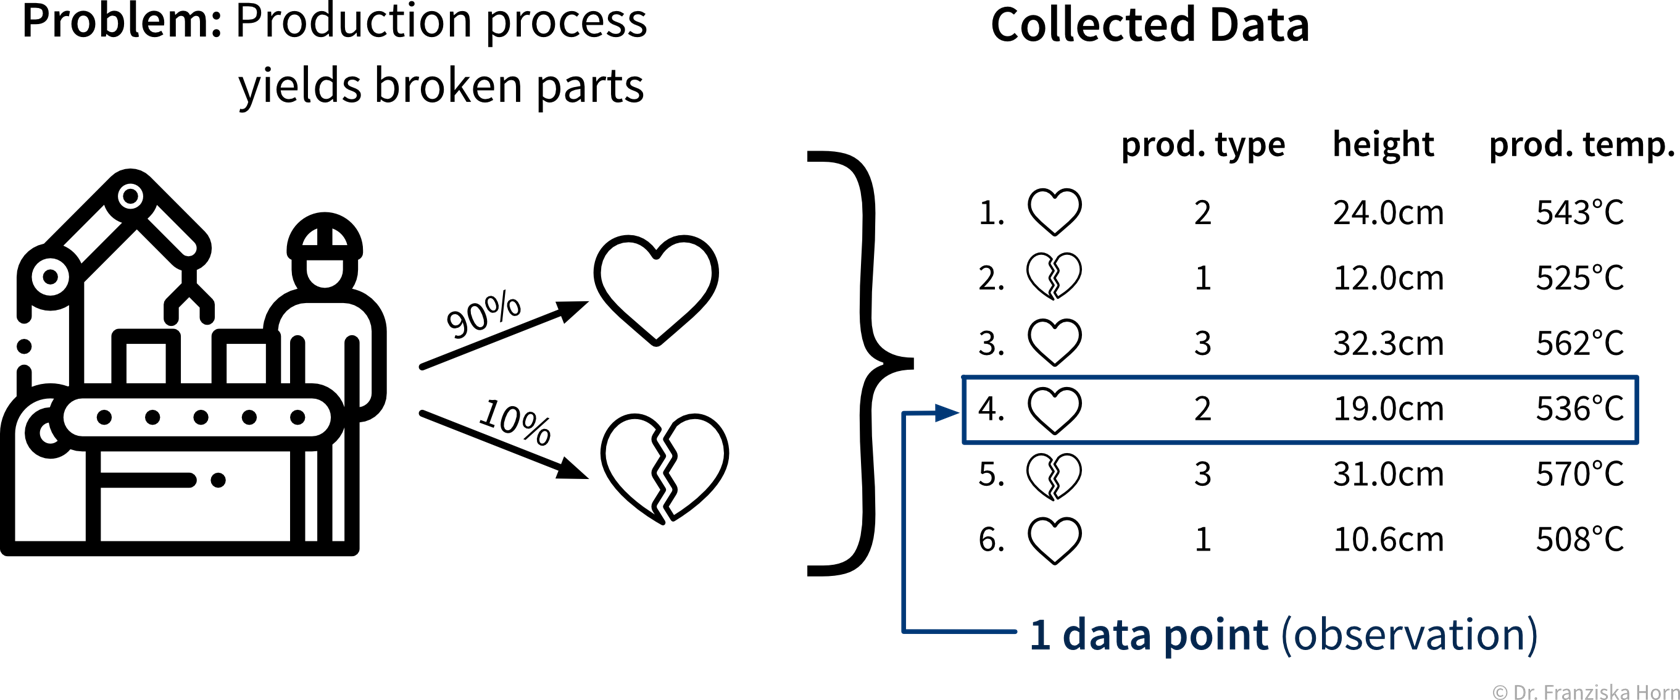 Problem: Production process
yields broken parts
90%
10%
Collected Data
prod. type height prod. temp.
1. 2 24.0cm 543°C
2. 1 12.0cm 525°C
3. 3 32.3cm 562°C
4. 2 19.0cm 536°C
5. 3 31.0cm 570°C
6. 1 10.6cm 508°C
1 data point (observation)
© Dr. Franziska Horn